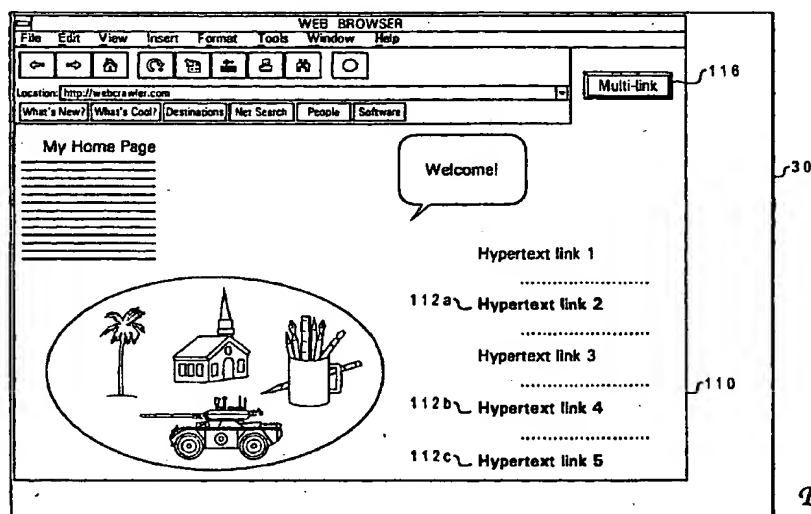 WEB BROWSER
File Edit View Insert Format Tools Window Help
Location: http://webcrawler.com
What's New? What's Cool? Destinations Net Search People Software
Multi-link
116
30
My Home Page
Welcome!
Hypertext link 1
112a Hypertext link 2
Hypertext link 3
110
112b Hypertext link 4
112c Hypertext link 5